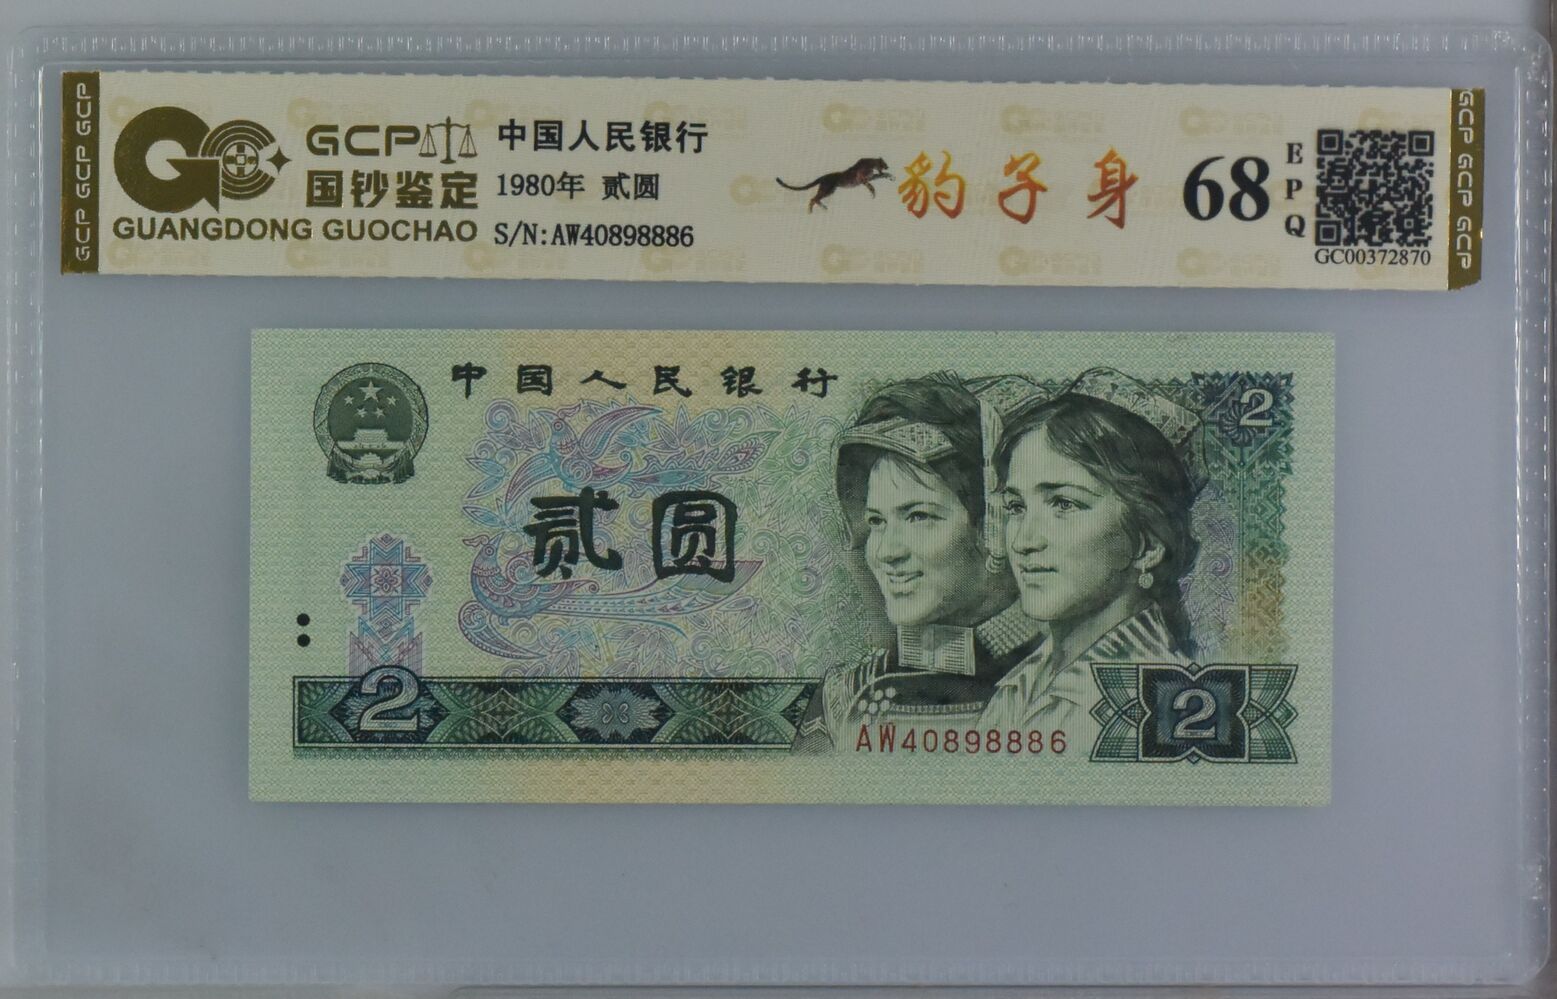 GCP GCP GCP
GCP
国钞鉴定
GUANGDONG GUOCHAO
中国人民银行
1980年 贰圆
S/N:AW40898886
豹子身
68
EPQ
GC00372870
GCP GCP GCP
中国人民银行
2
贰圆
2
AW40898886
2